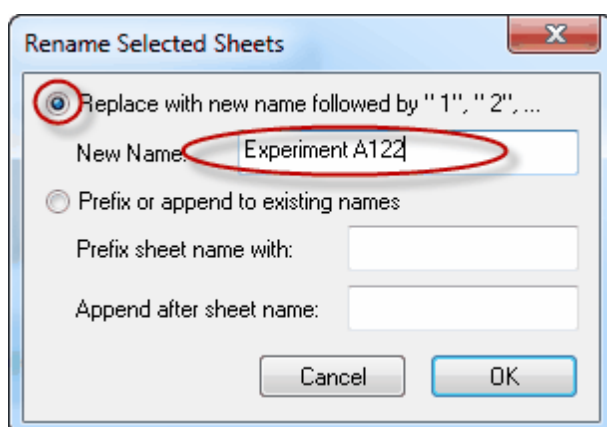 Rename Selected Sheets
Replace with new name followed by " 1", " 2", ...
New Name: Experiment A122
Prefix or append to existing names
Prefix sheet name with:
Append after sheet name:
Cancel OK